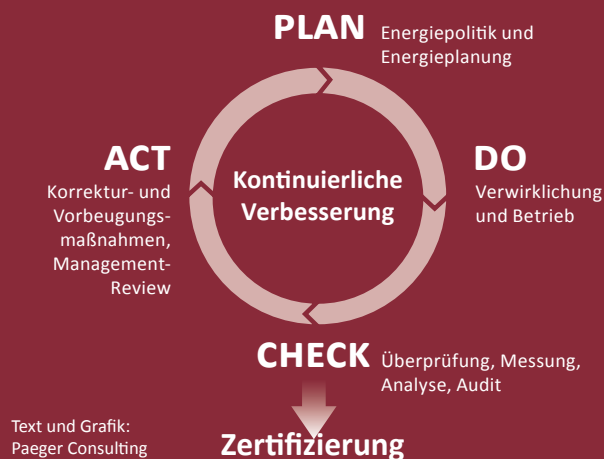 PLAN
Energiepolitik und
Energieplanung
ACT
Korrektur- und
Vorbeugungs-
maßnahmen,
Management-
Review
Kontinuierliche
Verbesserung
DO
Verwirklichung
und Betrieb
CHECK
Überprüfung, Messung,
Analyse, Audit
Text und Grafik:
Paeger Consulting
Zertifizierung